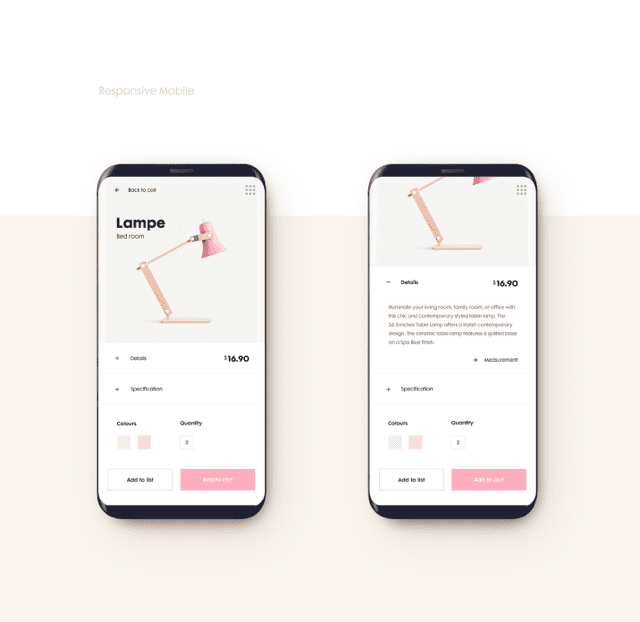 Responsive Mobile
Back to coll
Lampe
Bed room
Details
$16.90
Specification
Colours
Quantity
2
Add to list
Add to cryt
Details
$16.90
Illuminate your living room, family room, or office with
this chic and contemporary styled table lamp. The
26.5-inches Table Lamp offers a stylish contemporary
design. The ceramic table lamp features a quilted base
on a Spa Blue finish.
Measurement
Specification
Colours
Quantity
2
Add to list
Add to cryt